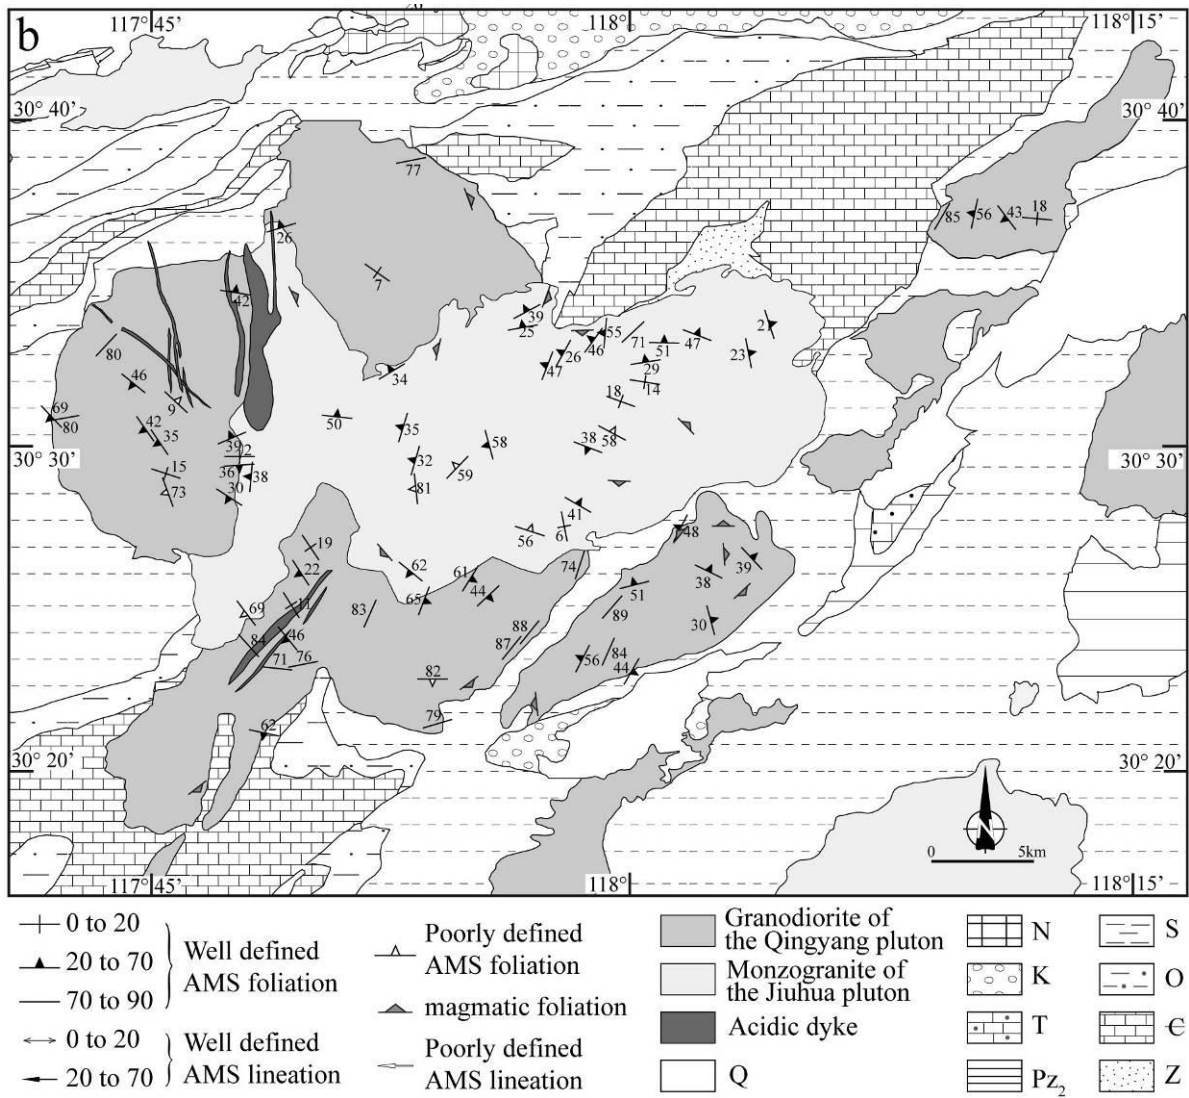 b
117°45'
118°
118°15'
30° 40'
30° 40'
77
26
7
42
39
25
55
46
26
47
71
51
47
29
14
18
21
23
85
56
43
18
80
46
9
69
80
42
35
15
73
34
50
35
32
81
58
59
38
58
39
2
36
38
30
30° 30'
30° 30'
41
6
56
19
22
62
61
44
65
74
48
38
39
51
89
30
69
11
84
46
71
76
83
88
87
82
79
56
84
44
62
30° 20'
30° 20'
N
0
5km
117°45'
118°
118°15'
0 to 20
20 to 70
70 to 90
Well defined
AMS foliation
0 to 20
20 to 70
Well defined
AMS lineation
Poorly defined
AMS foliation
magmatic foliation
Poorly defined
AMS lineation
Granodiorite of
the Qingyang pluton
Monzogranite of
the Jiuhua pluton
Acidic dyke
Q
N
K
T
Pz₂
S
O
Є
Z